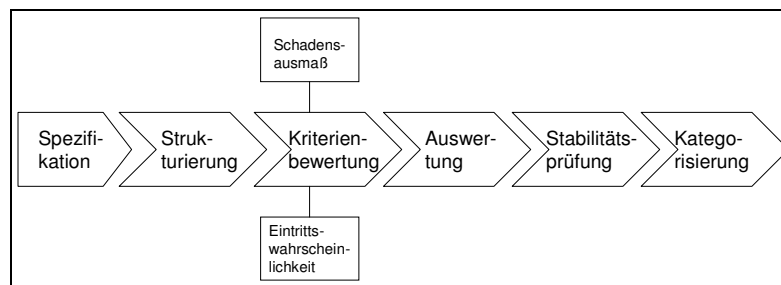 Schadens-
ausmaß
Spezifi-
kation
Struk-
turierung
Kriterien-
bewertung
Auswer-
tung
Stabilitäts-
prüfung
Katego-
risierung
Eintritts-
wahrschein-
lichkeit